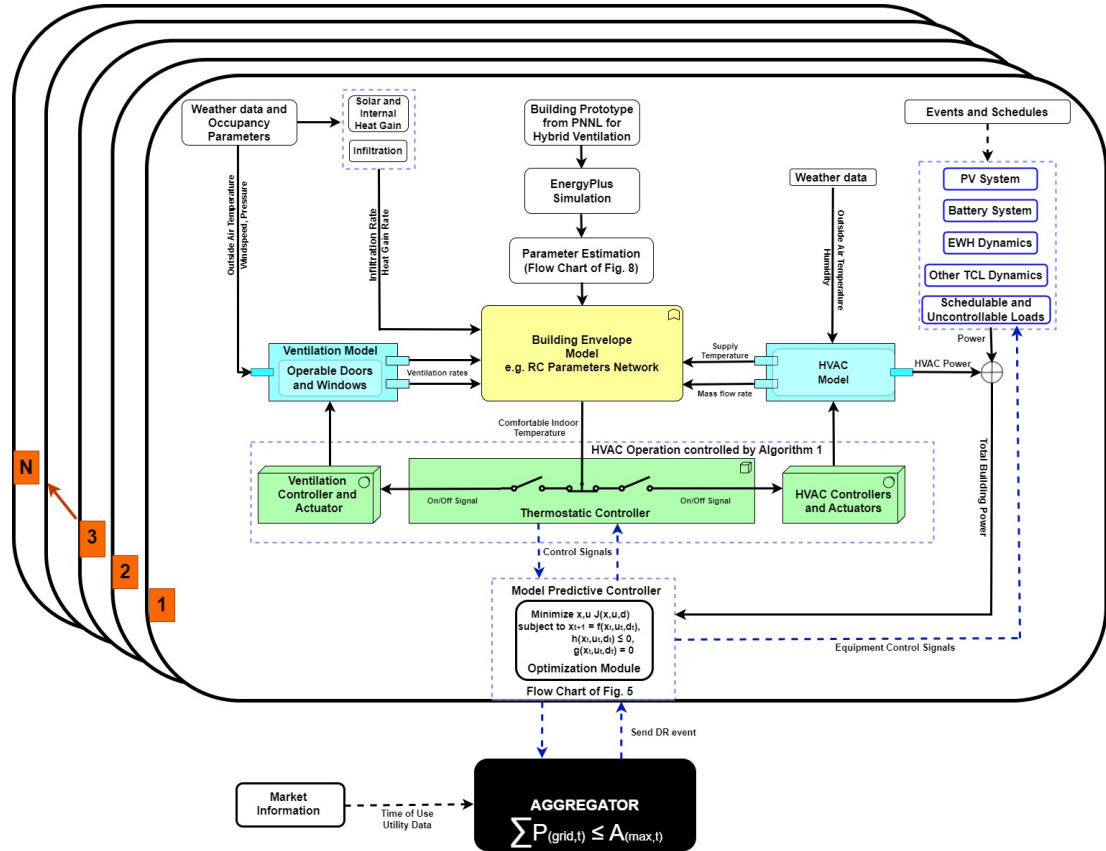 Weather data and
Occupancy
Parameters
Solar and
Internal
Heat Gain
Infiltration
Building Prototype
from PNNL for
Hybrid Ventilation
Events and Schedules
EnergyPlus
Simulation
Weather data
PV System
Battery System
EWH Dynamics
Other TCL Dynamics
Schedulable and
Uncontrollable Loads
Outside Air Temperature
Windspeed, Pressure
Infiltration Rate
Heat Gain Rate
Parameter Estimation
(Flow Chart of Fig. 8)
Outside Air Temperature
Humidity
Building Envelope
Model
e.g. RC Parameters Network
Ventilation Model
Operable Doors
and Windows
Ventilation rates
Supply
Temperature
Mass flow rate
HVAC
Model
Power
HVAC Power
Comfortable Indoor
Temperature
HVAC Operation controlled by Algorithm 1
Ventilation
Controller and
Actuator
On/Off Signal
Thermostatic Controller
On/Off Signal
HVAC Controllers
and Actuators
Total Building Power
N
3
2
1
Control Signals
Model Predictive Controller
Minimize x,u J(x,u,d)
subject to xt+1 = f(xt,ut,dt),
h(xt,ut,dt) ≤ 0,
g(xt,ut,dt) = 0
Optimization Module
Flow Chart of Fig. 5
Equipment Control Signals
Send DR event
Market
Information
Time of Use
Utility Data
AGGREGATOR
∑P(grid,t) ≤ A(max,t)